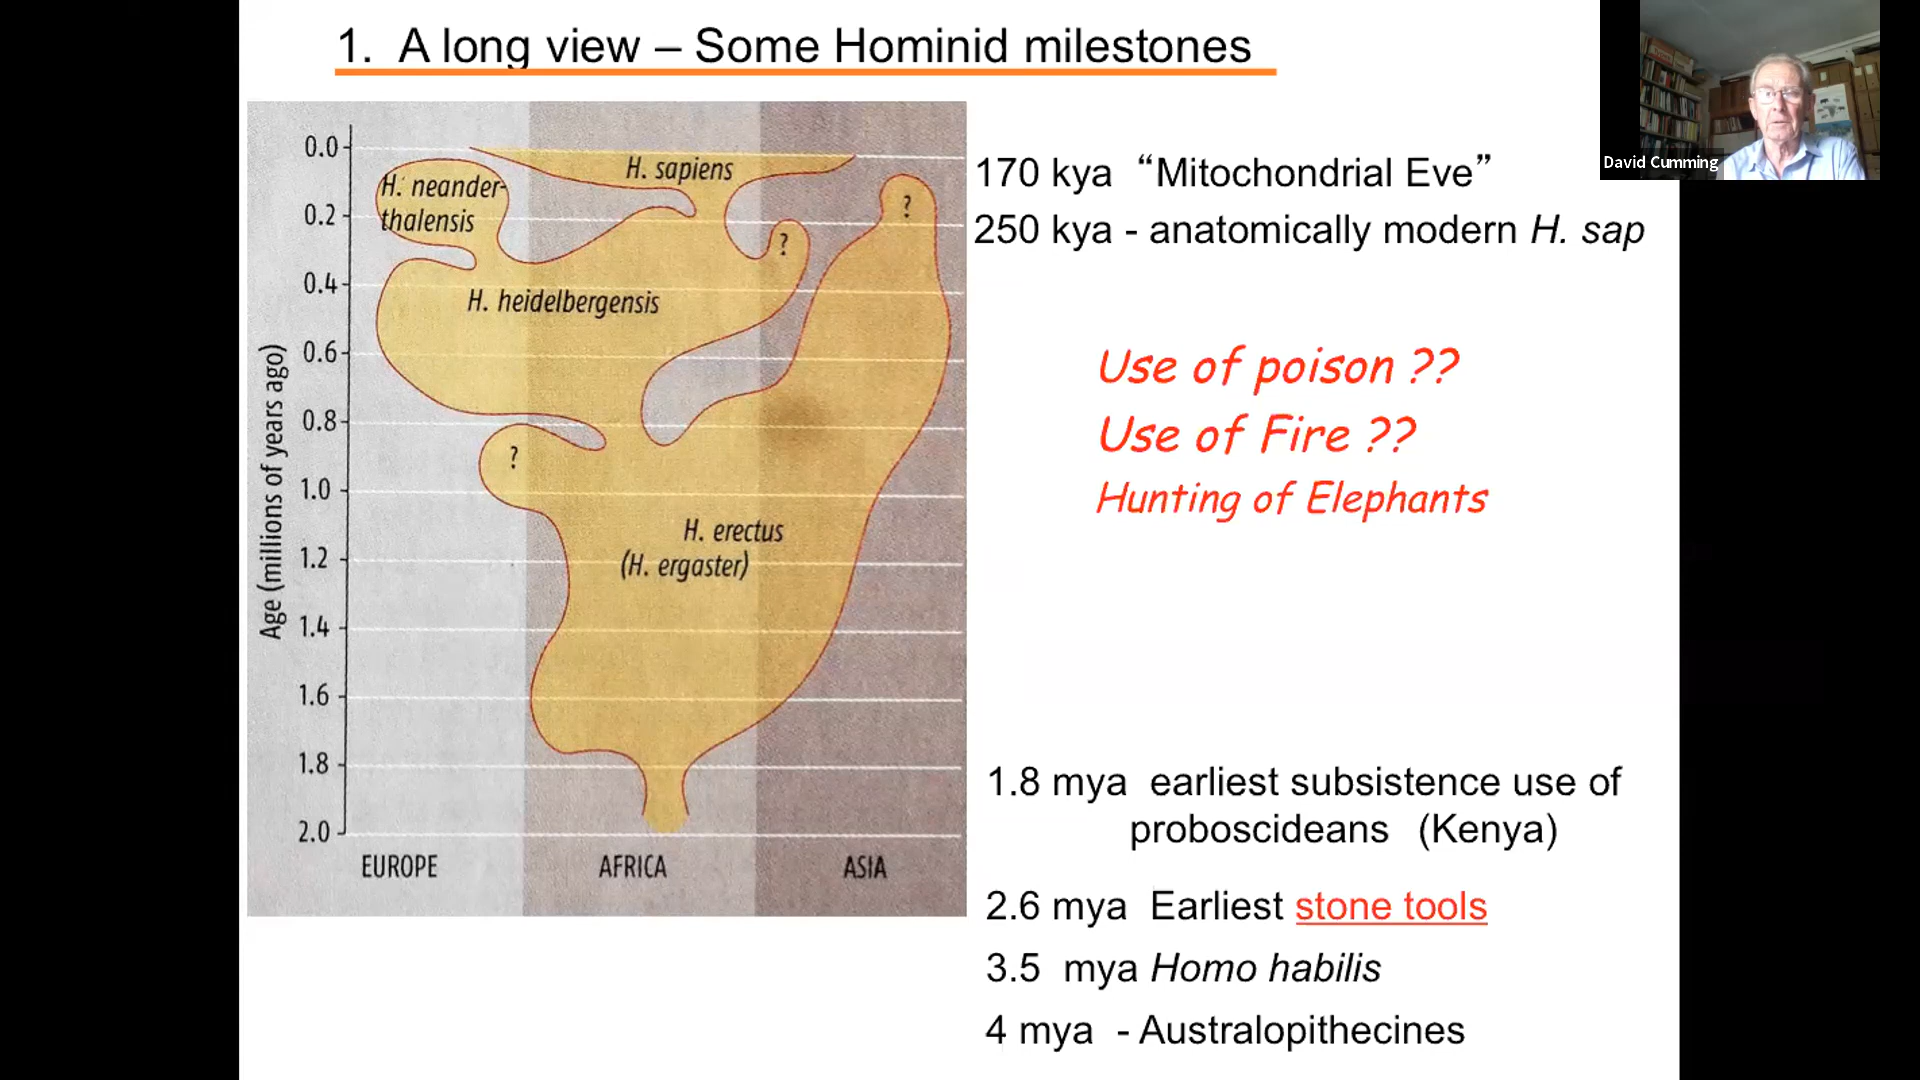 1. A long view – Some Hominid milestones
David Cumming
0.0
0.2
0.4
0.6
0.8
1.0
1.2
1.4
1.6
1.8
2.0
Age (millions of years ago)
H. sapiens
H. neander-
thalensis
?
?
H. heidelbergensis
?
H. erectus
(H. ergaster)
EUROPE
AFRICA
ASIA
170 kya “Mitochondrial Eve”
250 kya - anatomically modern H. sap
Use of poison ??
Use of Fire ??
Hunting of Elephants
1.8 mya earliest subsistence use of
proboscideans (Kenya)
2.6 mya Earliest stone tools
3.5 mya Homo habilis
4 mya - Australopithecines